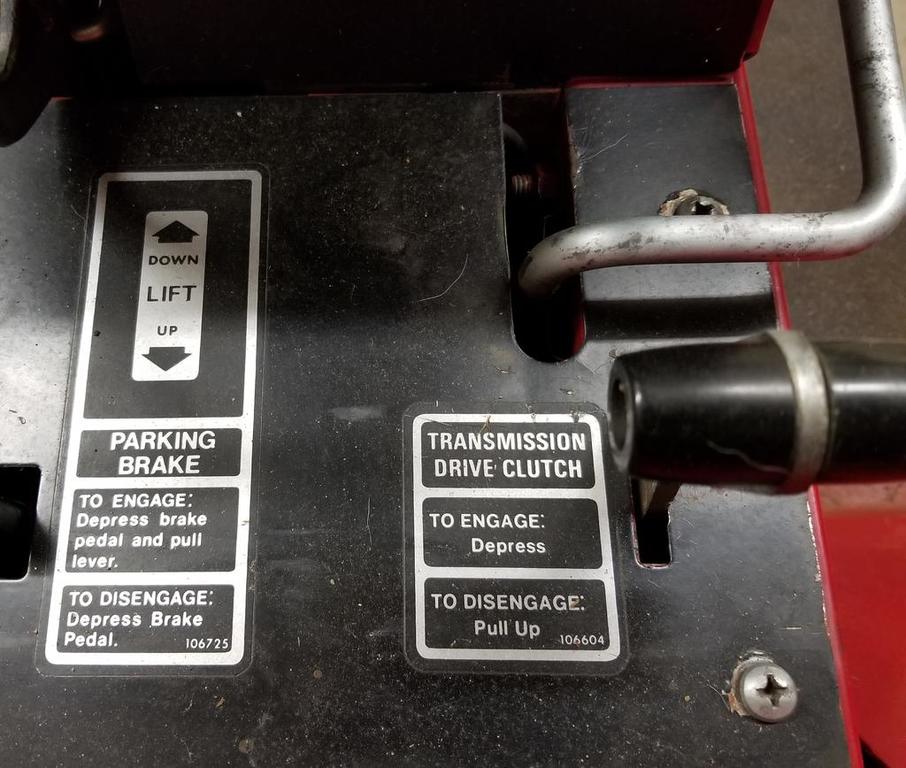 DOWN
LIFT
UP
PARKING
BRAKE
TO ENGAGE:
Depress brake
pedal and pull
lever.
TO DISENGAGE:
Depress Brake
Pedal.
106725
TRANSMISSION
DRIVE CLUTCH
TO ENGAGE:
Depress
TO DISENGAGE:
Pull Up
106604